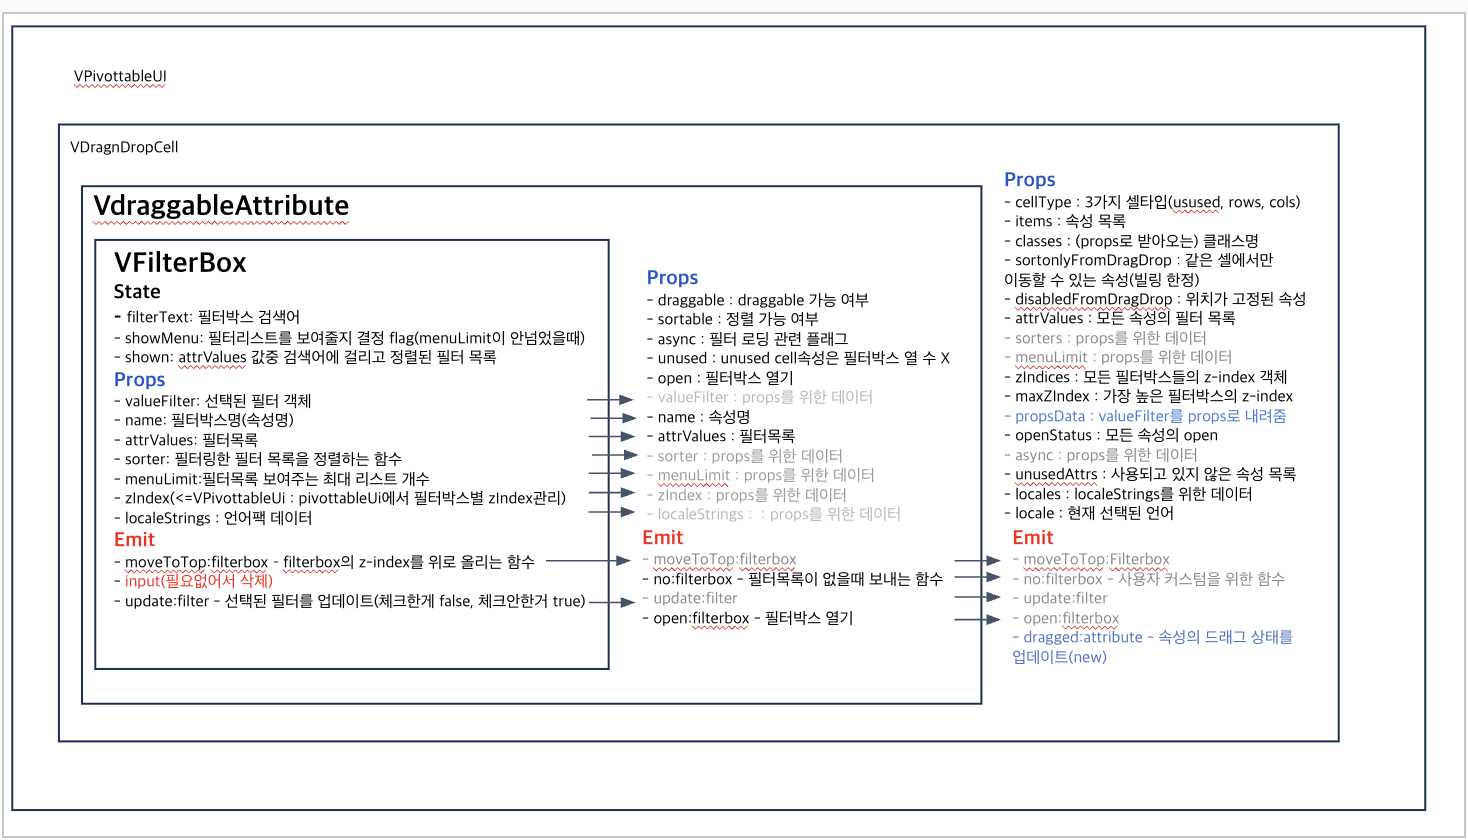 VPivottableUI
VDragnDropCell
VdraggableAttribute
VFilterBox
State
- filterText: 필터박스 검색어
- showMenu: 필터리스트를 보여줄지 결정 flag(menuLimit이 안넘었을때)
- shown: attrValues 값중 검색어에 걸리고 정렬된 필터 목록
Props
- valueFilter: 선택된 필터 객체
- name: 필터박스명(속성명)
- attrValues: 필터목록
- sorter: 필터링한 필터 목록을 정렬하는 함수
- menuLimit:필터목록 보여주는 최대 리스트 개수
- zIndex(<=VPivottableUi : pivottableUi에서 필터박스별 zIndex관리)
- localeStrings : 언어팩 데이터
Emit
- moveToTop:filterbox - filterbox의 z-index를 위로 올리는 함수
- input(필요없어서 삭제)
- update:filter - 선택된 필터를 업데이트(체크한게 false, 체크안한거 true)
Props
- draggable : draggable 가능 여부
- sortable : 정렬 가능 여부
- async : 필터 로딩 관련 플래그
- unused : unused cell속성은 필터박스 열 수 X
- open : 필터박스 열기
- valueFilter : props를 위한 데이터
- name : 속성명
- attrValues : 필터목록
- sorter : props를 위한 데이터
- menuLimit : props를 위한 데이터
- zIndex : props를 위한 데이터
- localeStrings : : props를 위한 데이터
Emit
- moveToTop:filterbox
- no:filterbox - 필터목록이 없을때 보내는 함수
- update:filter
- open:filterbox - 필터박스 열기
Props
- cellType : 3가지 셀타입(usused, rows, cols)
- items : 속성 목록
- classes : (props로 받아오는) 클래스명
- sortonlyFromDragDrop : 같은 셀에서만
이동할 수 있는 속성(빌링 한정)
- disabledFromDragDrop : 위치가 고정된 속성
- attrValues : 모든 속성의 필터 목록
- sorters : props를 위한 데이터
- menuLimit : props를 위한 데이터
- zIndices : 모든 필터박스들의 z-index 객체
- maxZIndex : 가장 높은 필터박스의 z-index
- propsData : valueFilter를 props로 내려줌
- openStatus : 모든 속성의 open
- async : props를 위한 데이터
- unusedAttrs : 사용되고 있지 않은 속성 목록
- locales : localeStrings를 위한 데이터
- locale : 현재 선택된 언어
Emit
- moveToTop:Filterbox
- no:filterbox - 사용자 커스텀을 위한 함수
- update:filter
- open:filterbox
- dragged:attribute - 속성의 드래그 상태를
업데이트(new)